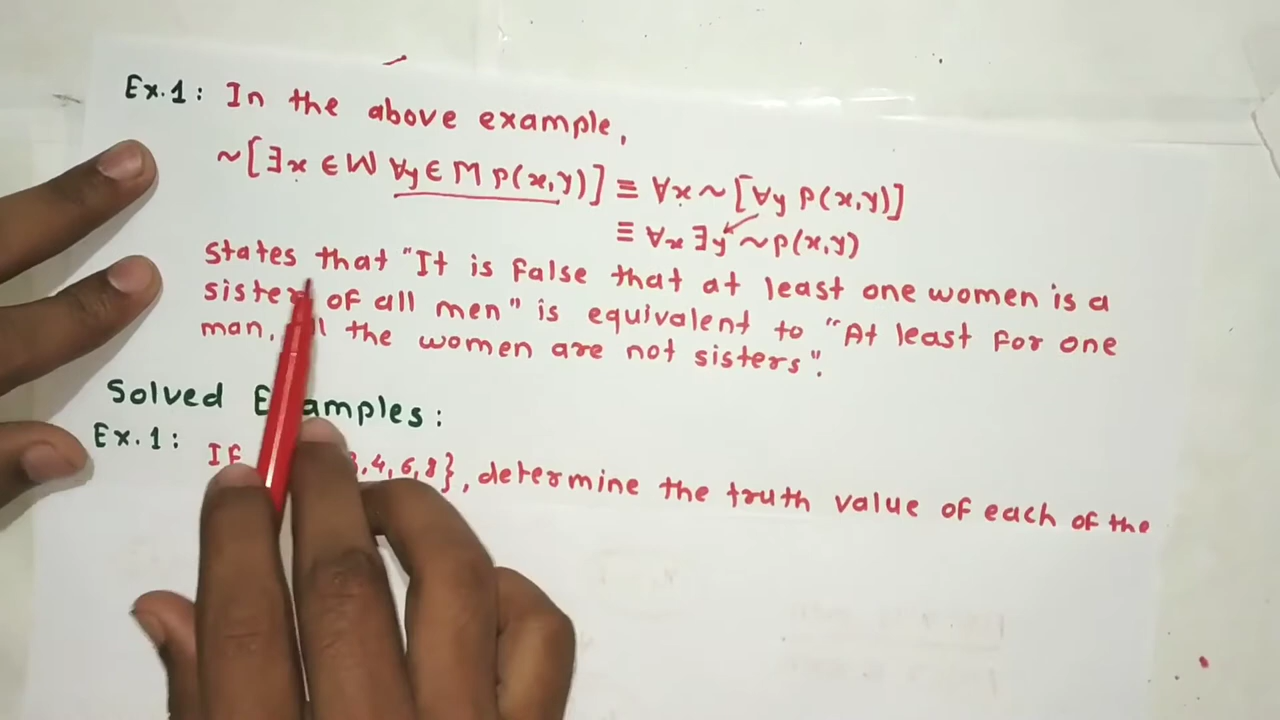 Ex.1: In the above example,
~[∃x ∈ W ∀y ∈ M P(x,y)] ≡ ∀x ~ [∀y P(x,y)]
≡ ∀x ∃y ~P(x,y)
states that "It is false that at least one women is a
sister of all men" is equivalent to "At least for one
man, the women are not sisters".
Solved Examples:
Ex.1: If ,4,6,8}, determine the truth value of each of the